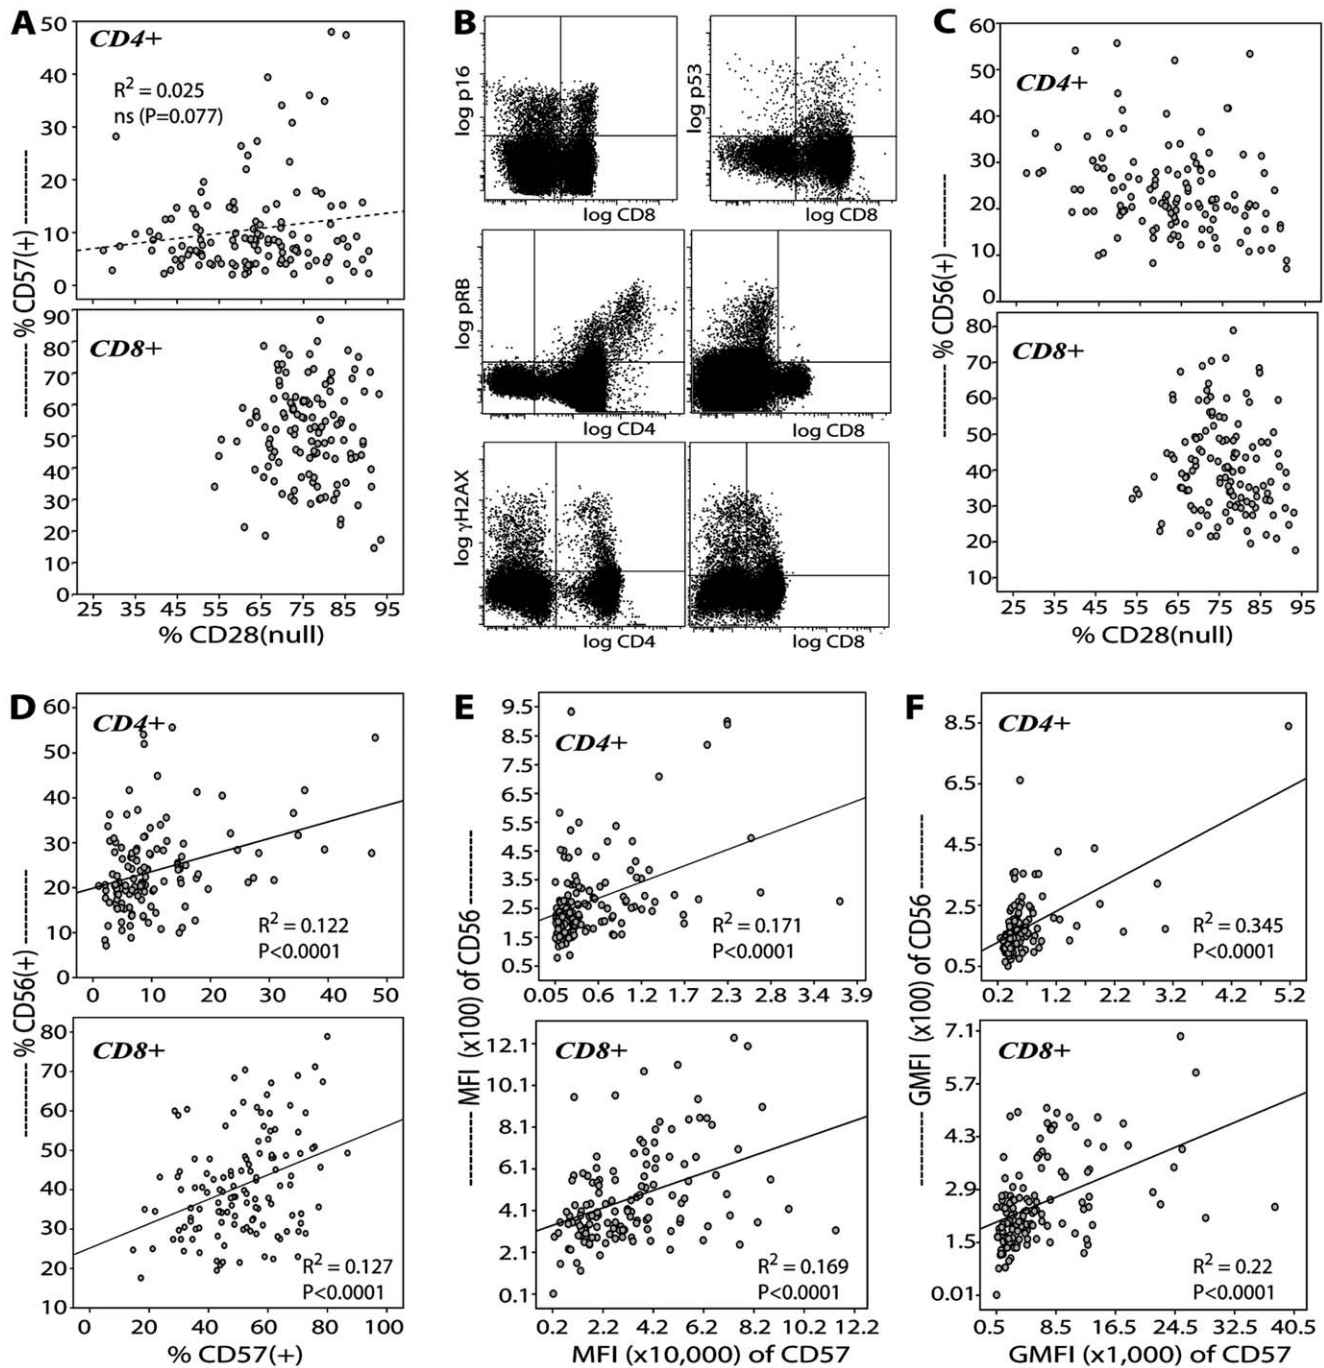 A
CD4+
R² = 0.025
ns (P=0.077)
50
40
30
20
10
0
% CD57(+)
CD8+
90
80
70
60
50
40
30
20
10
0
25 35 45 55 65 75 85 95
% CD28(null)
B
log p16
log CD8
log p53
log CD8
log pRB
log CD4
log CD8
log γH2AX
log CD4
log CD8
C
CD4+
60
50
40
30
20
10
0
% CD56(+)
CD8+
80
70
60
50
40
30
20
10
25 35 45 55 65 75 85 95
% CD28(null)
D
CD4+
60
50
40
30
20
10
0
R² = 0.122
P<0.0001
0 10 20 30 40 50
% CD56(+)
CD8+
80
70
60
50
40
30
20
10
R² = 0.127
P<0.0001
0 20 40 60 80 100
% CD57(+)
E
CD4+
9.5
8.5
7.5
6.5
5.5
4.5
3.5
2.5
1.5
0.5
R² = 0.171
P<0.0001
0.05 0.6 1.2 1.7 2.3 2.8 3.4 3.9
MFI (x100) of CD56
CD8+
12.1
10.1
8.1
6.1
4.1
2.1
0.1
R² = 0.169
P<0.0001
0.2 2.2 4.2 6.2 8.2 10.2 12.2
MFI (x10,000) of CD57
F
CD4+
8.5
6.5
4.5
2.5
0.5
R² = 0.345
P<0.0001
0.2 1.2 2.2 3.2 4.2 5.2
GMFI (x100) of CD56
CD8+
7.1
5.7
4.3
2.9
1.5
0.01
R² = 0.22
P<0.0001
0.5 8.5 16.5 24.5 32.5 40.5
GMFI (x1,000) of CD57